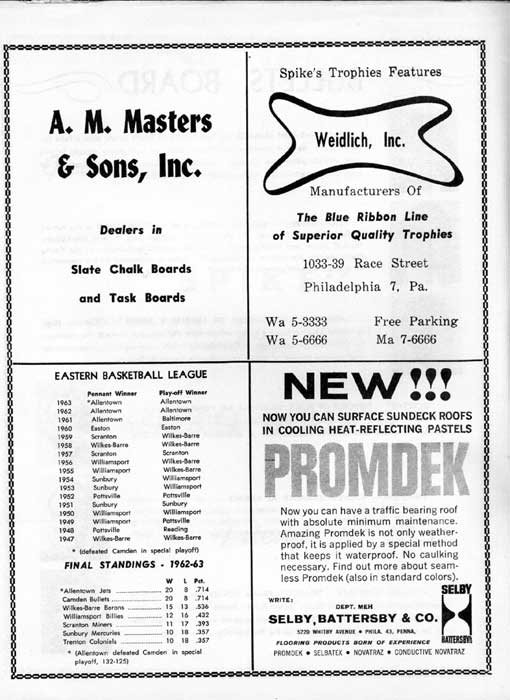 A. M. Masters
& Sons, Inc.
Dealers in
Slate Chalk Boards
and Task Boards
Spike's Trophies Features
Weidlich, Inc.
Manufacturers Of
The Blue Ribbon Line
of Superior Quality Trophies
1033-39 Race Street
Philadelphia 7, Pa.
Wa 5-3333 Free Parking
Wa 5-6666 Ma 7-6666
EASTERN BASKETBALL LEAGUE
Pennant Winner Play-off Winner
1963 *Allentown Allentown
1962 Allentown Allentown
1961 Allentown Baltimore
1960 Easton Easton
1959 Scranton Wilkes-Barre
1958 Wilkes-Barre Wilkes-Barre
1957 Scranton Scranton
1956 Williamsport Wilkes-Barre
1955 Williamsport Wilkes-Barre
1954 Sunbury Williamsport
1953 Sunbury Williamsport
1952 Pottsville Pottsville
1951 Sunbury Sunbury
1950 Williamsport Williamsport
1949 Williamsport Pottsville
1948 Pottsville Reading
1947 Wilkes-Barre Wilkes-Barre
* (defeated Camden in special playoff)
FINAL STANDINGS - 1962-63
W L Pct.
*Allentown Jets 20 8 .714
Camden Bullets 20 8 .714
Wilkes-Barre Barons 15 13 .536
Williamsport Billies 12 16 .432
Scranton Miners 11 17 .393
Sunbury Mercuries 10 18 .357
Trenton Colonials 10 18 .357
* (Allentown defeated Camden in special
playoff, 132-125)
NEW!!!
NOW YOU CAN SURFACE SUNDECK ROOFS
IN COOLING HEAT-REFLECTING PASTELS
PROMDEK
Now you can have a traffic bearing roof
with absolute minimum maintenance.
Amazing Promdek is not only weather-
proof, it is applied by a special method
that keeps it waterproof. No caulking
necessary. Find out more about seam-
less Promdek (also in standard colors).
WRITE:
DEPT. MEH
SELBY, BATTERSBY & CO.
5220 WHITBY AVENUE • PHILA. 43, PENNA.
FLOORING PRODUCTS BORN OF EXPERIENCE
PROMDEK • SELBATEX • NOVATRAZ • CONDUCTIVE NOVATRAZ
SELBY
BATTERSBY